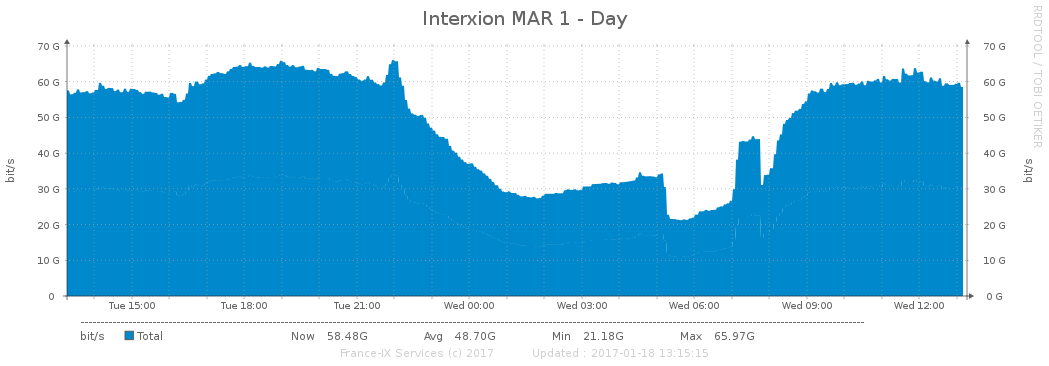 Interxion MAR 1 - Day
RRDTOOL / TOBI OETIKER
bit/s
70 G
60 G
50 G
40 G
30 G
20 G
10 G
0
70 G
60 G
50 G
40 G
30 G
20 G
10 G
0 G
bit/s
Tue 15:00 Tue 18:00 Tue 21:00 Wed 00:00 Wed 03:00 Wed 06:00 Wed 09:00 Wed 12:00
bit/s Total Now 58.48G Avg 48.70G Min 21.18G Max 65.97G
France-IX Services (c) 2017 Updated : 2017-01-18 13:15:15